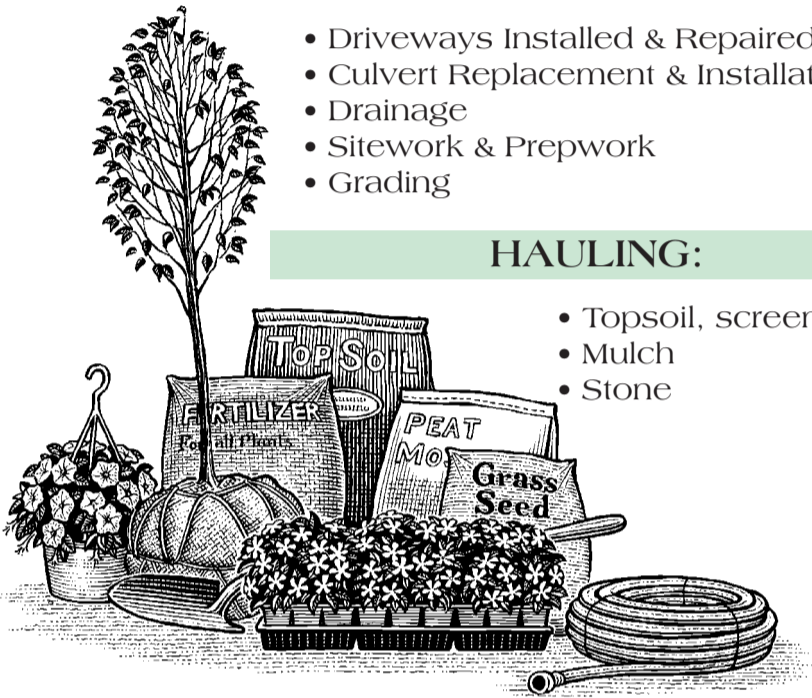 • Driveways Installed & Repaired
• Culvert Replacement & Installat
• Drainage
• Sitework & Prepwork
• Grading
HAULING:
• Topsoil, screen
• Mulch
• Stone
TOP SOIL
FERTILIZER
For all Plants
PEAT
MOS
Grass
Seed